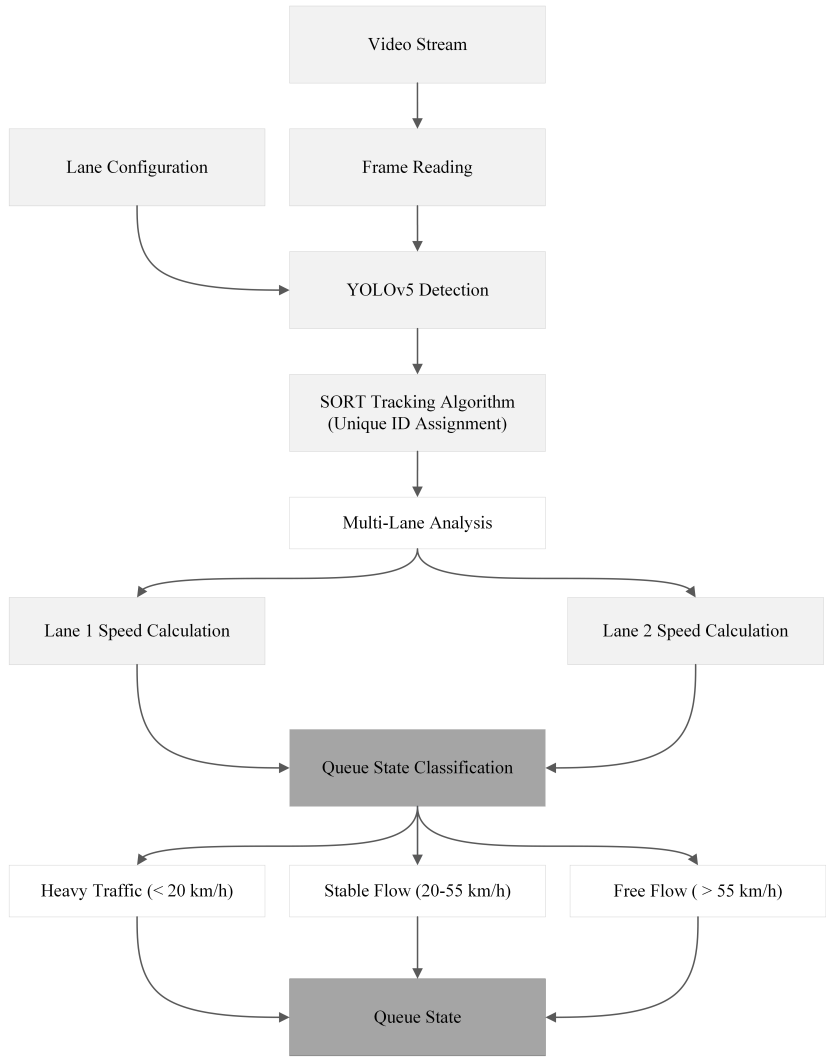 Video Stream
Lane Configuration
Frame Reading
YOLOv5 Detection
SORT Tracking Algorithm
(Unique ID Assignment)
Multi-Lane Analysis
Lane 1 Speed Calculation
Lane 2 Speed Calculation
Queue State Classification
Heavy Traffic (< 20 km/h)
Stable Flow (20-55 km/h)
Free Flow ( > 55 km/h)
Queue State